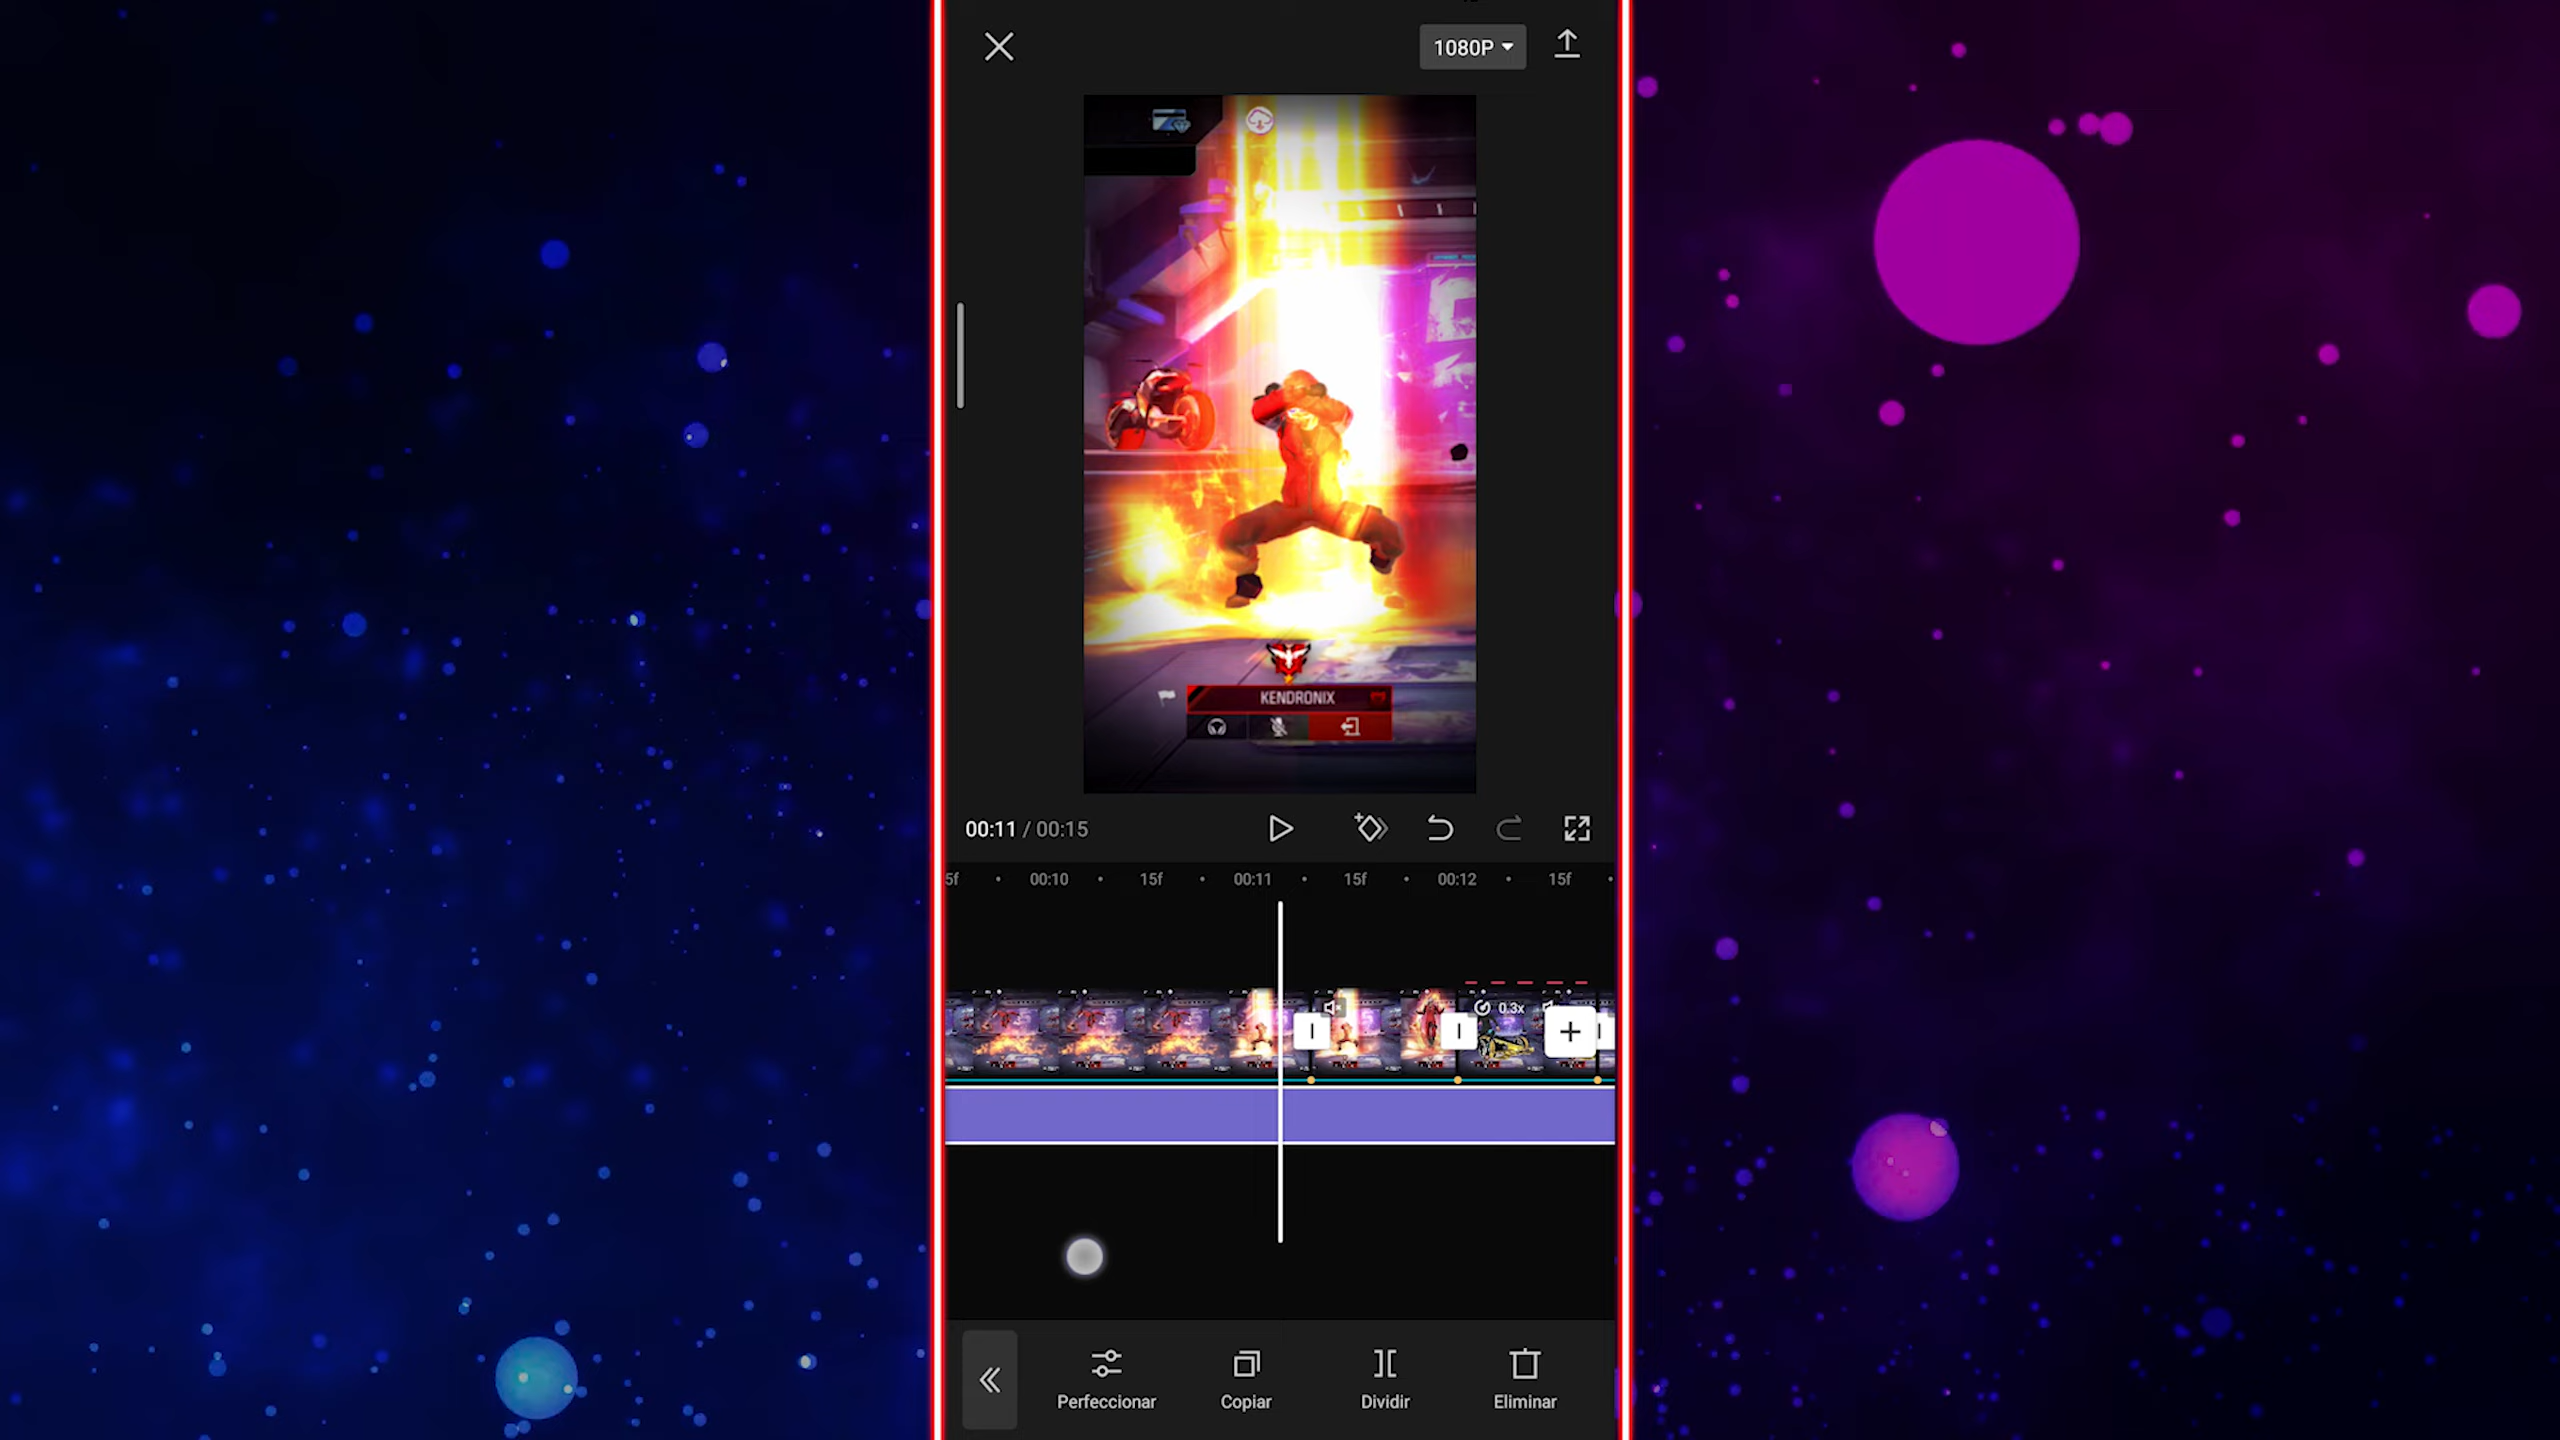 1080P
KENDRONIX
00:11 / 00:15
5f 00:10 15f 00:11 15f 00:12 15f
0.3x
Perfeccionar Copiar Dividir Eliminar